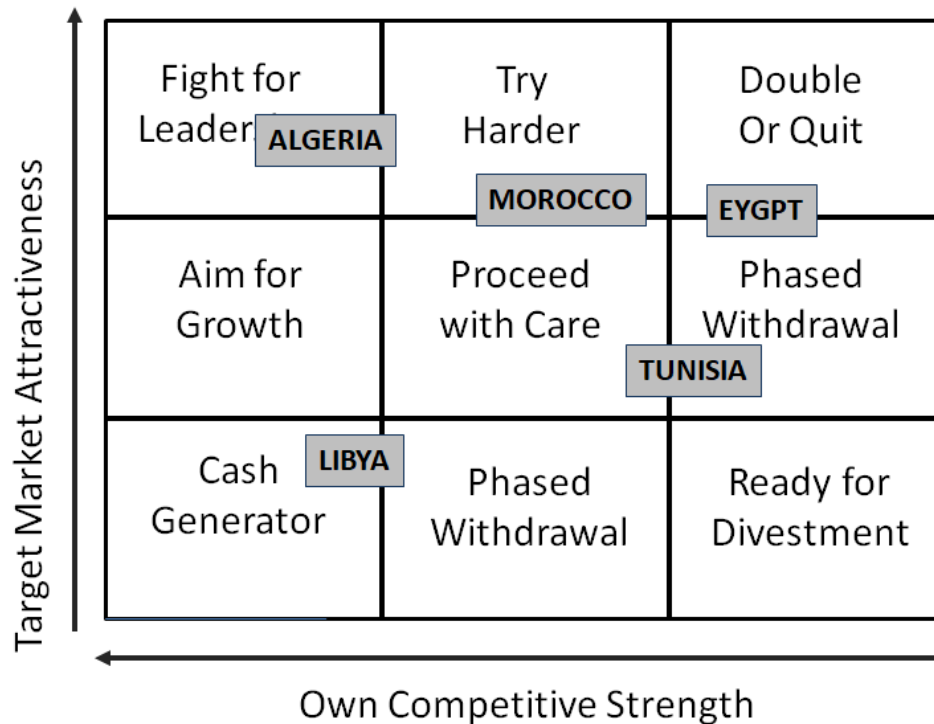 Target Market Attractiveness
Fight for
Leaders
ALGERIA
Try
Harder
MOROCCO
Double
Or Quit
EYGPT
Aim for
Growth
Proceed
with Care
Phased
Withdrawal
TUNISIA
Cash
Generator
LIBYA
Phased
Withdrawal
Ready for
Divestment
Own Competitive Strength